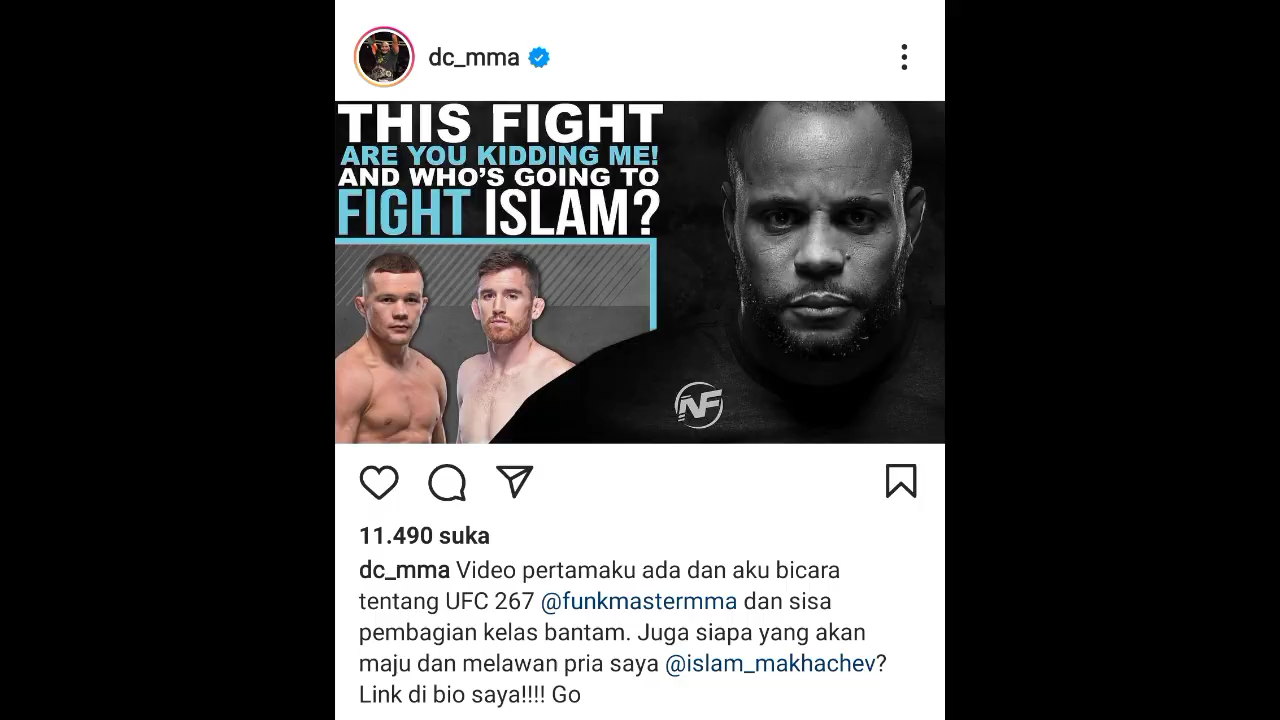 dc_mma
THIS FIGHT
ARE YOU KIDDING ME!
AND WHO'S GOING TO
FIGHT ISLAM?
NF
11.490 suka
dc_mma Video pertamaku ada dan aku bicara
tentang UFC 267 @funkmastermma dan sisa
pembagian kelas bantam. Juga siapa yang akan
maju dan melawan pria saya @islam_makhachev?
Link di bio saya!!!! Go